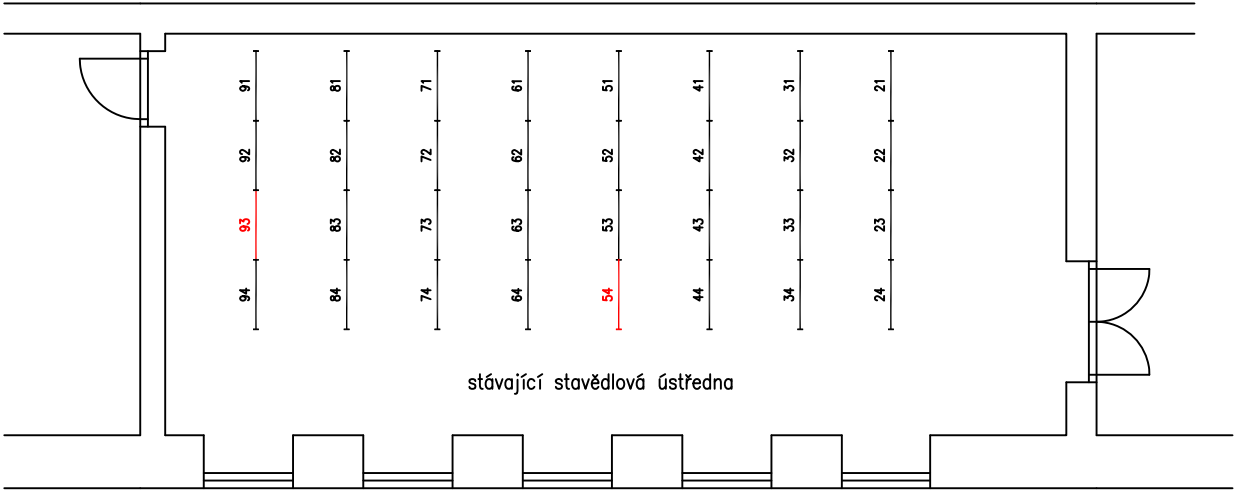 91 81 71 61 51 41 31 21
92 82 72 62 52 42 32 22
93 83 73 63 53 43 33 23
94 84 74 64 54 44 34 24
stávající stavědlová ústředna